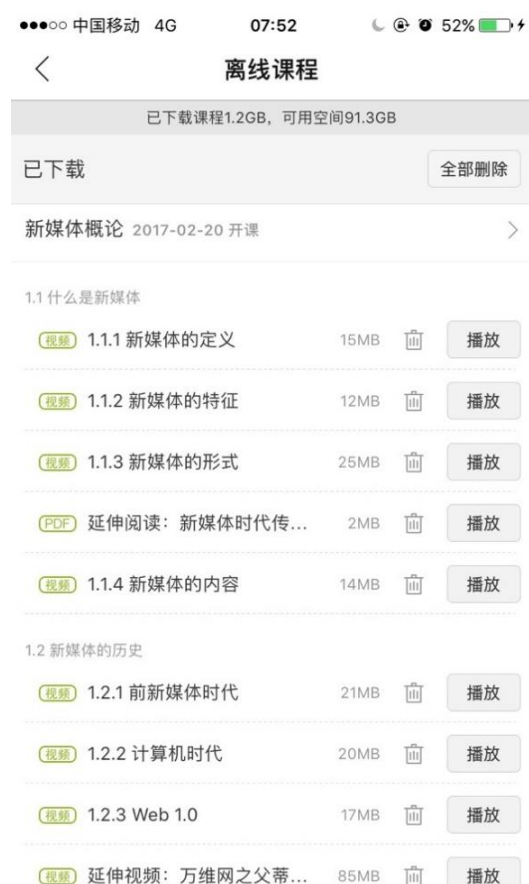 中国移动 4G 07:52 52%
离线课程
已下载课程1.2GB，可用空间91.3GB
已下载 全部删除
新媒体概论 2017-02-20 开课
1.1 什么是新媒体
视频 1.1.1 新媒体的定义 15MB 播放
视频 1.1.2 新媒体的特征 12MB 播放
视频 1.1.3 新媒体的形式 25MB 播放
PDF 延伸阅读：新媒体时代传... 2MB 播放
视频 1.1.4 新媒体的内容 14MB 播放
1.2 新媒体的历史
视频 1.2.1 前新媒体时代 21MB 播放
视频 1.2.2 计算机时代 20MB 播放
视频 1.2.3 Web 1.0 17MB 播放
视频 延伸视频：万维网之父蒂... 85MB 播放